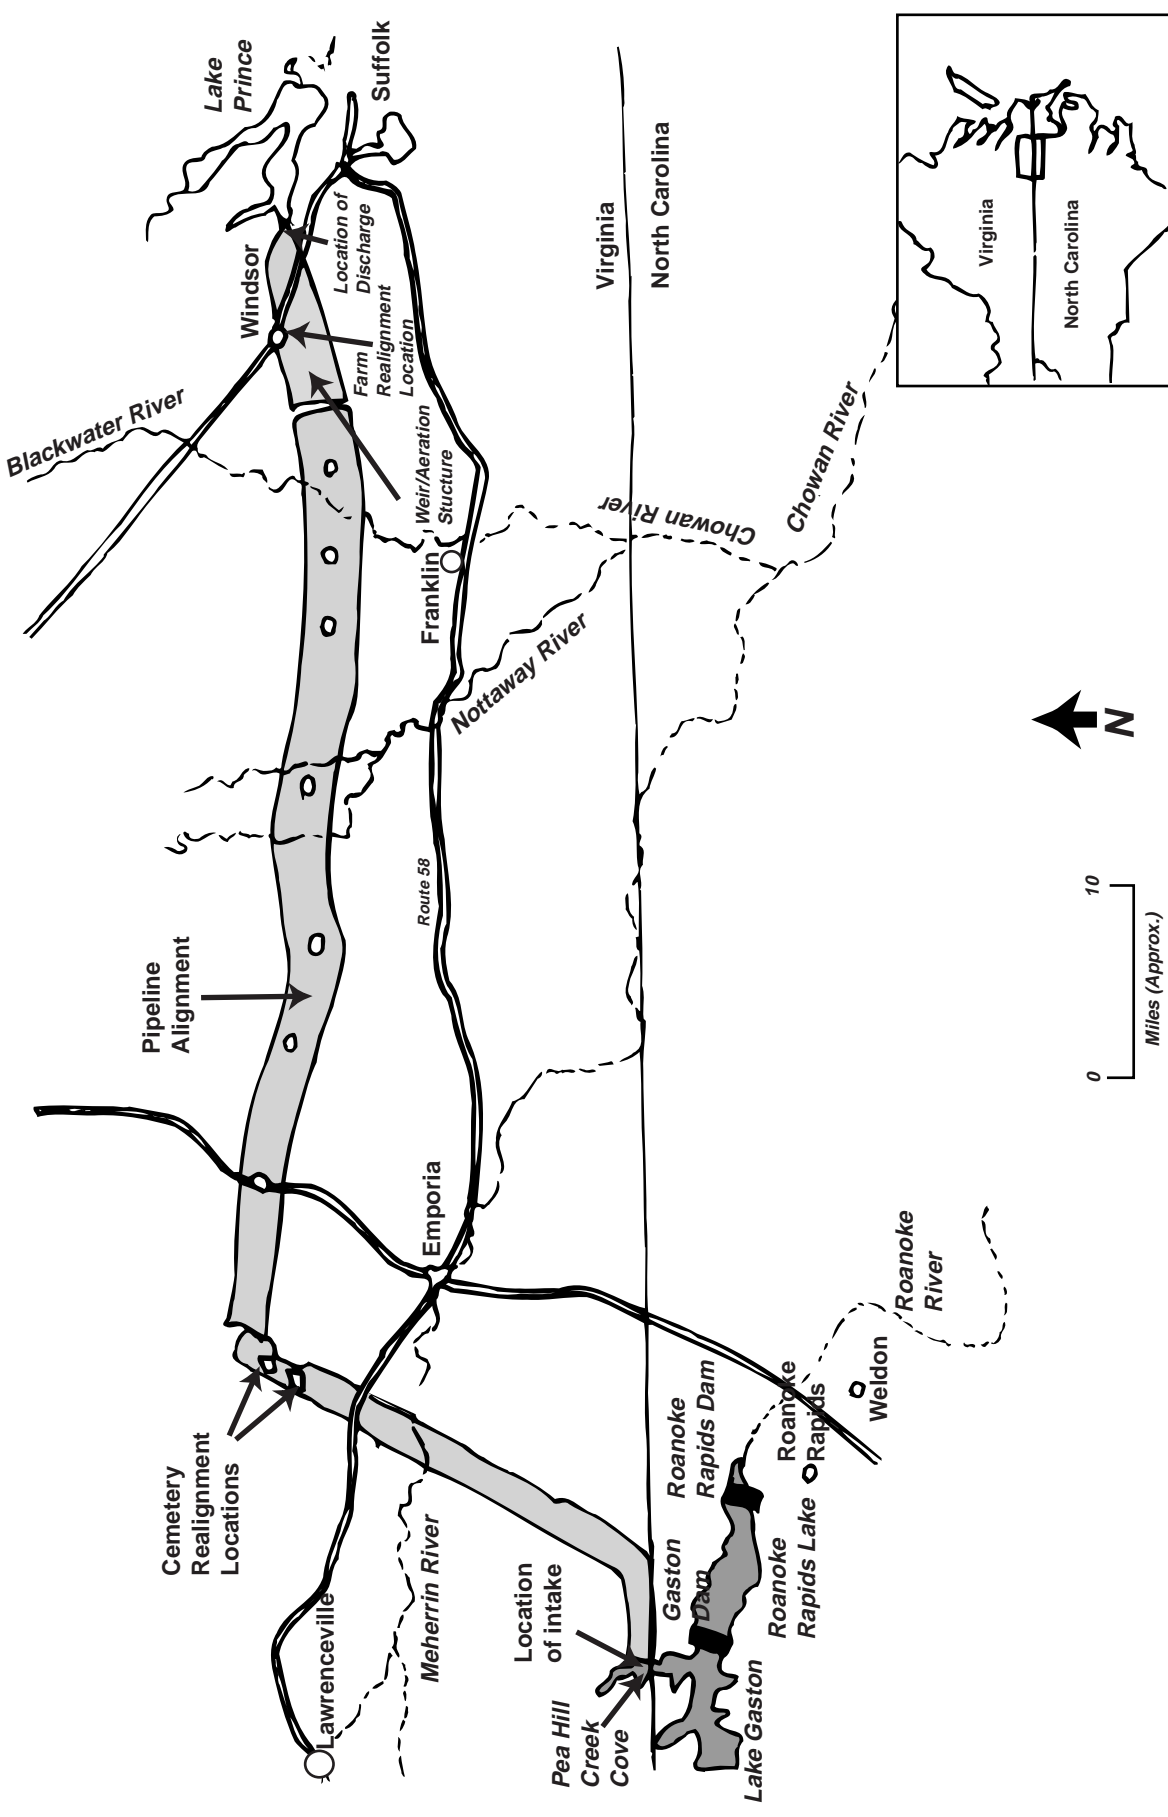 Lake
Prince
Suffolk
Windsor
Location of
Discharge
Farm
Realignment
Location
Blackwater River
Weir/Aeration
Stucture
Franklin
Nottaway River
Chowan River
Chowan River
Virginia
North Carolina
Pipeline
Alignment
Route 58
Emporia
Cemetery
Realignment
Locations
Lawrenceville
Meherrin River
Location
of intake
Pea Hill
Creek
Cove
Lake Gaston
Gaston
Dam
Roanoke
Rapids Dam
Roanoke
Rapids Lake
Roanoke
Rapids
Weldon
Roanoke
River
N
0
10
Miles (Approx.)
Virginia
North Carolina